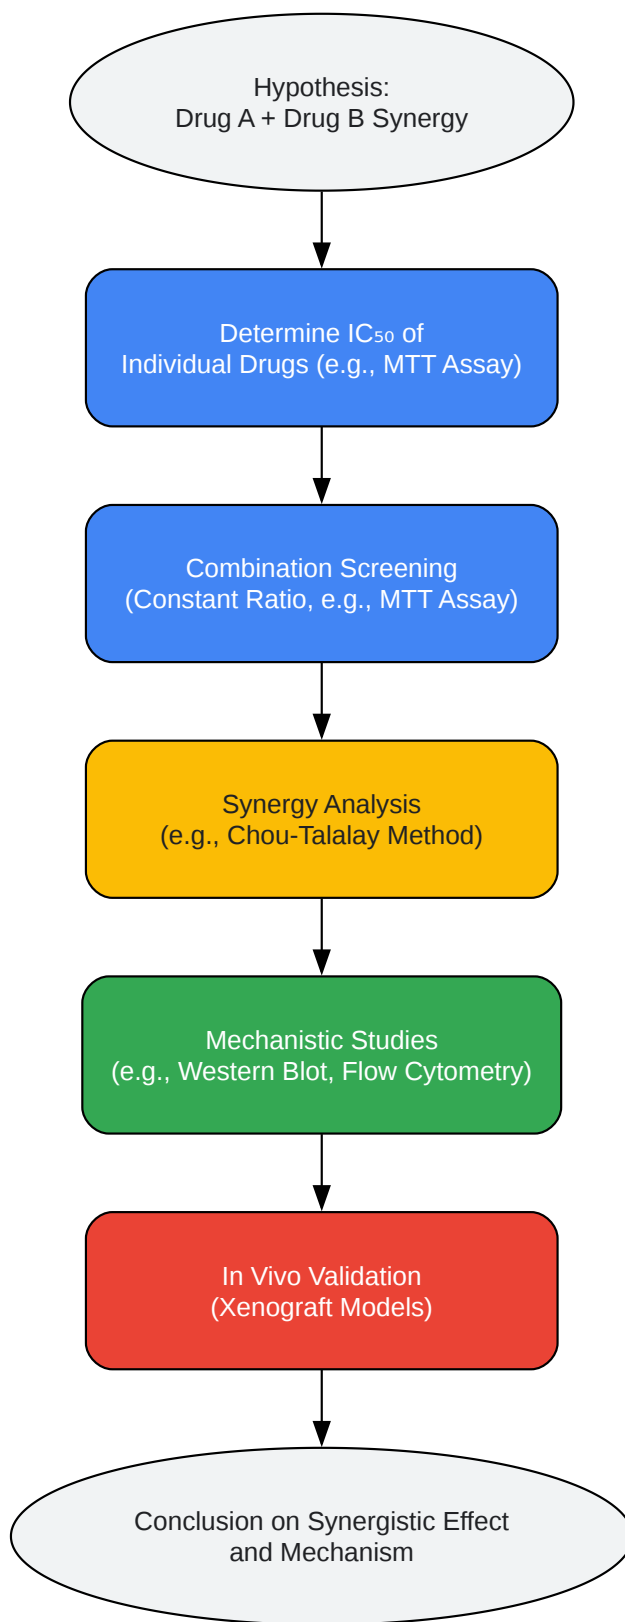 Hypothesis:
Drug A + Drug B Synergy
Determine IC₅₀ of
Individual Drugs (e.g., MTT Assay)
Combination Screening
(Constant Ratio, e.g., MTT Assay)
Synergy Analysis
(e.g., Chou-Talalay Method)
Mechanistic Studies
(e.g., Western Blot, Flow Cytometry)
In Vivo Validation
(Xenograft Models)
Conclusion on Synergistic Effect
and Mechanism